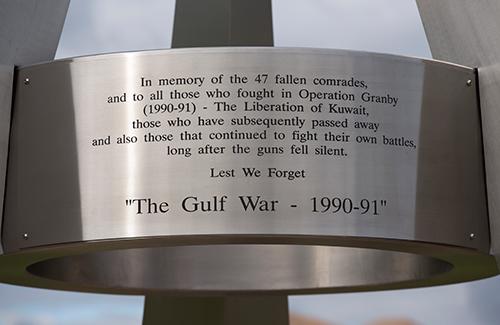 In memory of the 47 fallen comrades,
and to all those who fought in Operation Granby
(1990-91) - The Liberation of Kuwait,
those who have subsequently passed away
and also those that continued to fight their own battles,
long after the guns fell silent.
Lest We Forget
"The Gulf War - 1990-91"